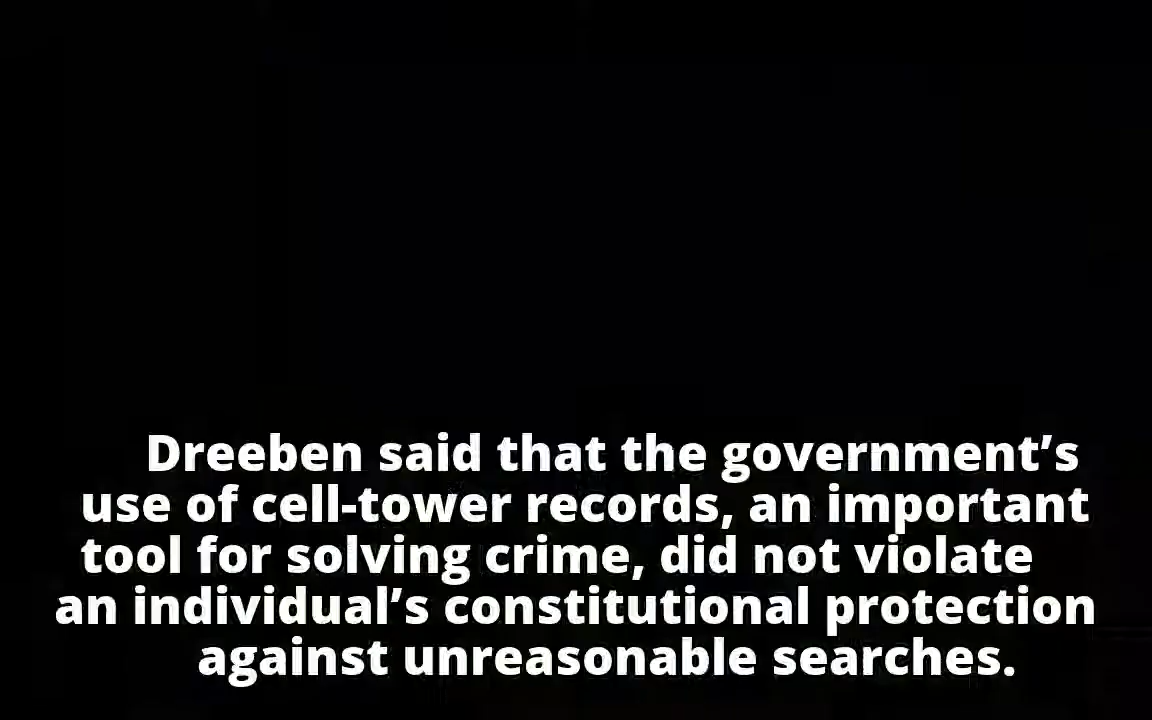 Dreeben said that the government’s
use of cell-tower records, an important
tool for solving crime, did not violate
an individual’s constitutional protection
against unreasonable searches.